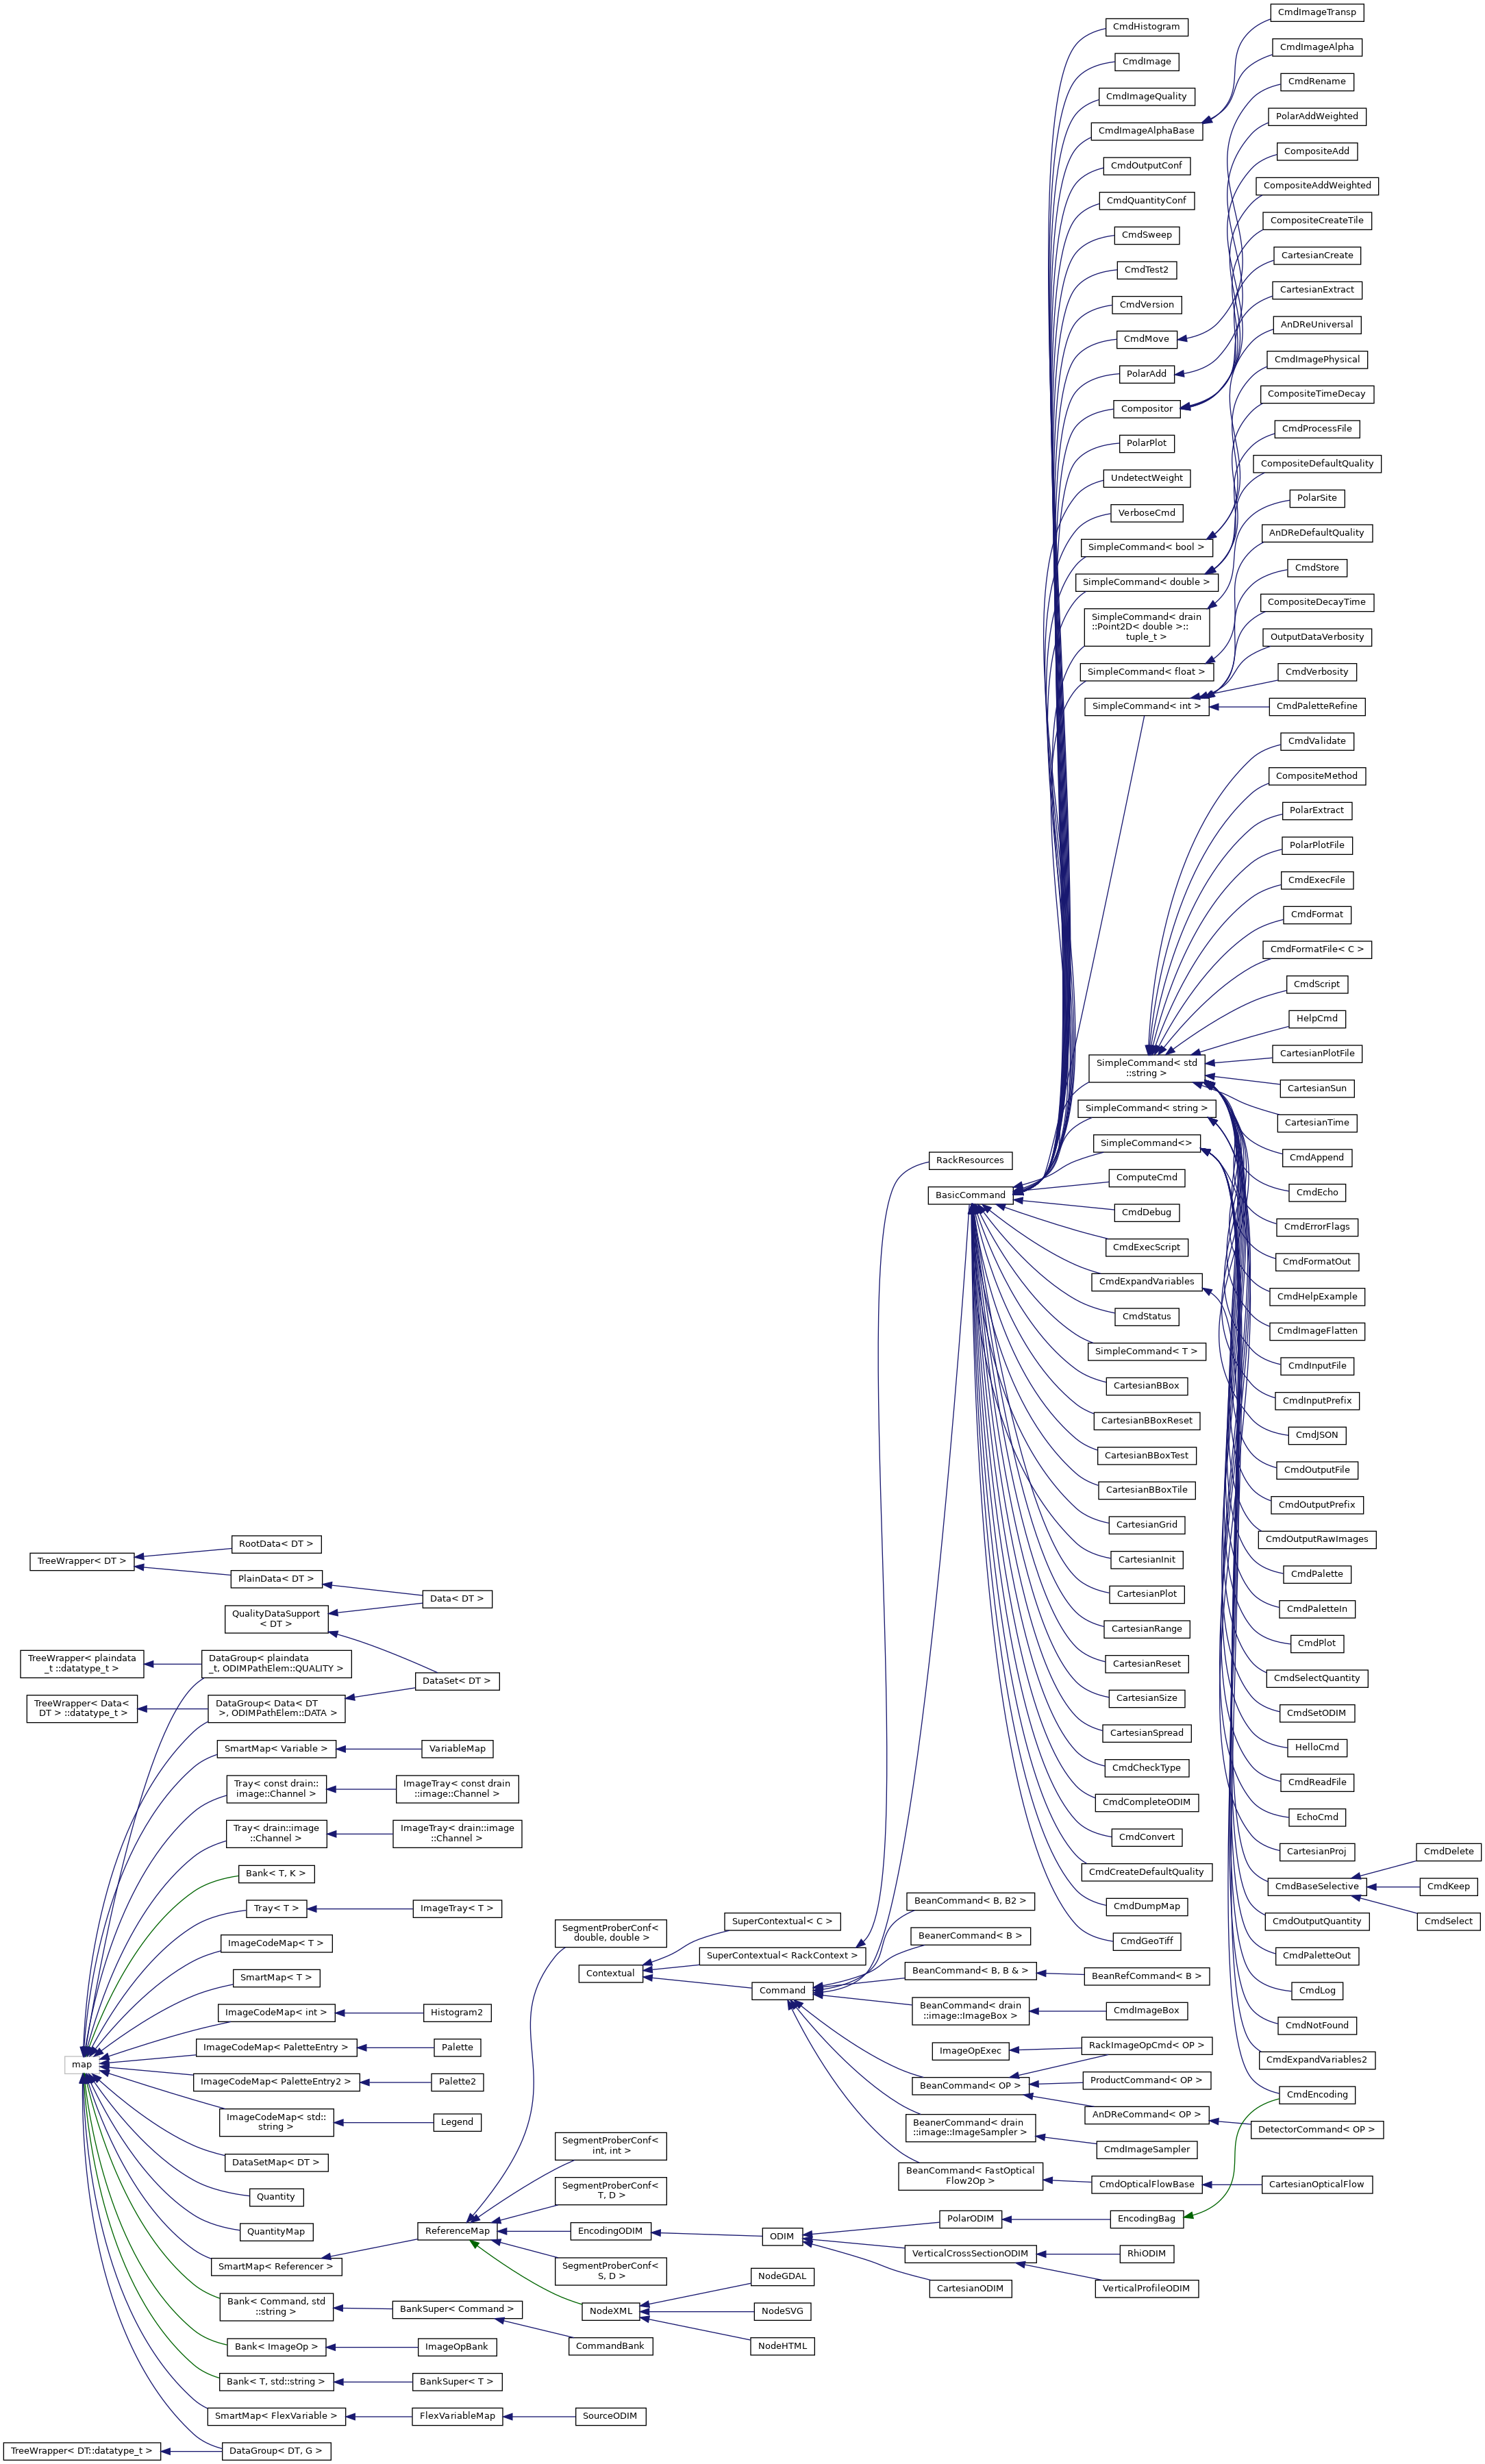 CmdImageTransp
CmdHistogram
CmdImageAlpha
CmdImage
CmdRename
CmdImageQuality
PolarAddWeighted
CmdImageAlphaBase
CompositeAdd
CmdOutputConf
CompositeAddWeighted
CmdQuantityConf
CompositeCreateTile
CmdSweep
CartesianCreate
CmdTest2
CartesianExtract
CmdVersion
AnDReUniversal
CmdMove
CmdImagePhysical
PolarAdd
CompositeTimeDecay
Compositor
CmdProcessFile
PolarPlot
CompositeDefaultQuality
UndetectWeight
PolarSite
VerboseCmd
AnDReDefaultQuality
SimpleCommand< bool >
CmdStore
SimpleCommand< double >
CompositeDecayTime
SimpleCommand< drain
::Point2D< double >::
tuple_t >
OutputDataVerbosity
SimpleCommand< float >
CmdVerbosity
SimpleCommand< int >
CmdPaletteRefine
CmdValidate
CompositeMethod
PolarExtract
PolarPlotFile
CmdExecFile
CmdFormat
CmdFormatFile< C >
CmdScript
HelpCmd
SimpleCommand< std
::string >
CartesianPlotFile
CartesianSun
SimpleCommand< string >
CartesianTime
SimpleCommand<>
CmdAppend
RackResources
ComputeCmd
CmdEcho
BasicCommand
CmdDebug
CmdErrorFlags
CmdExecScript
CmdFormatOut
CmdExpandVariables
CmdHelpExample
CmdStatus
CmdImageFlatten
SimpleCommand< T >
CmdInputFile
CartesianBBox
CmdInputPrefix
CartesianBBoxReset
CmdJSON
CartesianBBoxTest
CmdOutputFile
CartesianBBoxTile
CmdOutputPrefix
CartesianGrid
CmdOutputRawImages
CartesianInit
CmdPalette
CartesianPlot
CmdPaletteIn
CartesianRange
CmdPlot
CartesianReset
CmdSelectQuantity
CartesianSize
CmdSetODIM
CartesianSpread
HelloCmd
CmdCheckType
CmdReadFile
CmdCompleteODIM
EchoCmd
CmdConvert
CartesianProj
CmdCreateDefaultQuality
CmdBaseSelective
CmdDelete
CmdKeep
CmdSelect
CmdDumpMap
CmdOutputQuantity
CmdGeoTiff
CmdPaletteOut
CmdLog
CmdNotFound
CmdExpandVariables2
CmdEncoding
RootData< DT >
TreeWrapper< DT >
PlainData< DT >
Data< DT >
QualityDataSupport
< DT >
TreeWrapper< plaindata
_t ::datatype_t >
DataGroup< plaindata
_t, ODIMPathElem::QUALITY >
DataSet< DT >
TreeWrapper< Data<
DT > ::datatype_t >
DataGroup< Data< DT
>, ODIMPathElem::DATA >
SmartMap< Variable >
VariableMap
Tray< const drain::
image::Channel >
ImageTray< const drain
::image::Channel >
Tray< drain::image
::Channel >
ImageTray< drain::image
::Channel >
Bank< T, K >
Tray< T >
ImageTray< T >
ImageCodeMap< T >
SmartMap< T >
ImageCodeMap< int >
Histogram2
ImageCodeMap< PaletteEntry >
Palette
map
ImageCodeMap< PaletteEntry2 >
Palette2
ImageCodeMap< std::
string >
Legend
DataSetMap< DT >
Quantity
QuantityMap
SmartMap< Referencer >
Bank< Command, std
::string >
BankSuper< Command >
CommandBank
Bank< ImageOp >
ImageOpBank
Bank< T, std::string >
BankSuper< T >
SmartMap< FlexVariable >
FlexVariableMap
SourceODIM
TreeWrapper< DT::datatype_t >
DataGroup< DT, G >
SegmentProberConf<
double, double >
SegmentProberConf<
int, int >
SegmentProberConf<
T, D >
ReferenceMap
EncodingODIM
SegmentProberConf<
S, D >
NodeXML
NodeGDAL
NodeSVG
NodeHTML
ODIM
PolarODIM
EncodingBag
VerticalCrossSectionODIM
RhiODIM
CartesianODIM
VerticalProfileODIM
Contextual
SuperContextual< C >
SuperContextual< RackContext >
Command
BeanCommand< B, B2 >
BeanerCommand< B >
BeanCommand< B, B & >
BeanRefCommand< B >
BeanCommand< drain
::image::ImageBox >
CmdImageBox
ImageOpExec
RackImageOpCmd< OP >
BeanCommand< OP >
ProductCommand< OP >
AnDReCommand< OP >
DetectorCommand< OP >
BeanerCommand< drain
::image::ImageSampler >
CmdImageSampler
BeanCommand< FastOptical
Flow2Op >
CmdOpticalFlowBase
CartesianOpticalFlow